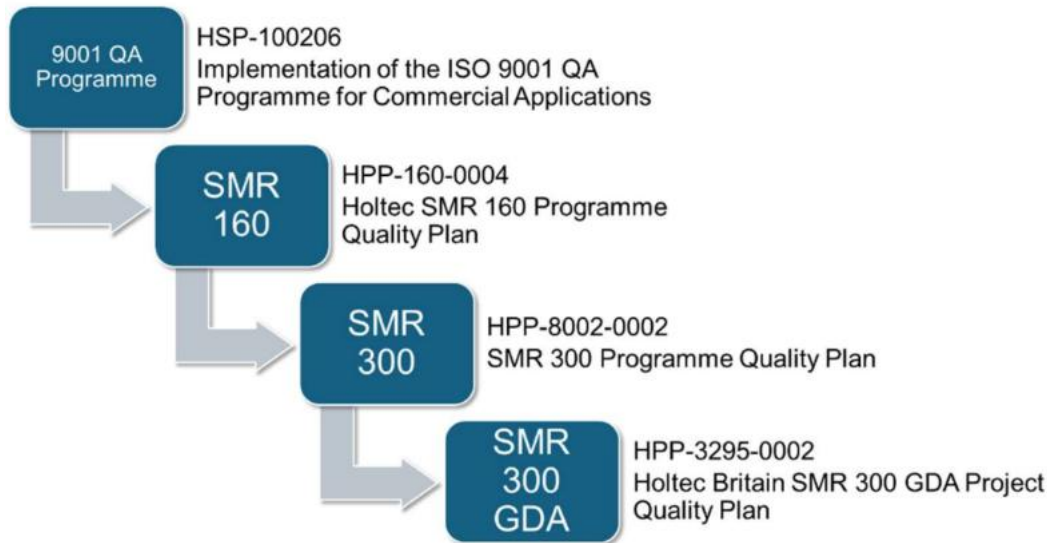 9001 QA
Programme
HSP-100206
Implementation of the ISO 9001 QA
Programme for Commercial Applications
SMR
160
HPP-160-0004
Holtec SMR 160 Programme
Quality Plan
SMR
300
HPP-8002-0002
SMR 300 Programme Quality Plan
SMR
300
GDA
HPP-3295-0002
Holtec Britain SMR 300 GDA Project
Quality Plan